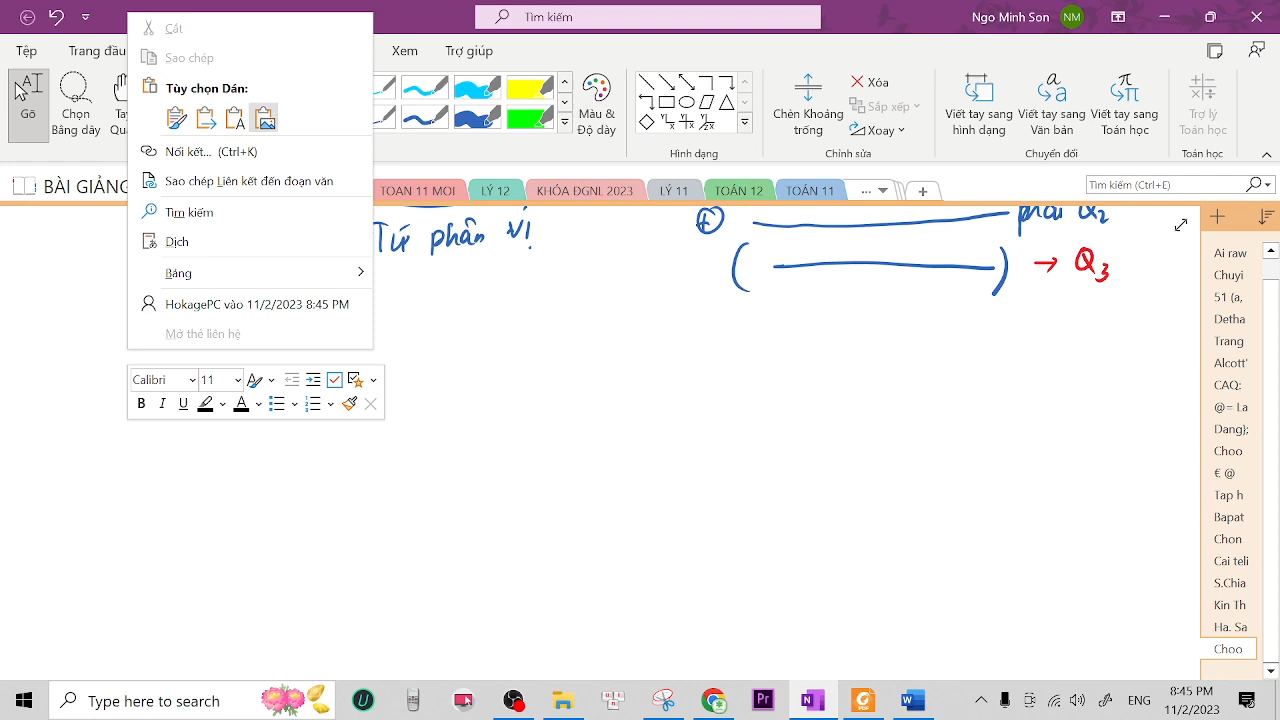 Tìm kiếm
Ngo Minh Son
NM
Tệp
Trang đầu
Xem
Trợ giúp
Cắt
Sao chép
Tùy chọn Dán:
Nối kết... (Ctrl+K)
Sao chép Liên kết đến đoạn văn
Tìm kiếm
Dịch
Bảng
HokagePC vào 11/2/2023 8:45 PM
Mở thẻ liên hệ
Calibri
11
B I U
Gõ
Chọn
Bằng dây
Tay
Màu &
Độ dày
Hình dạng
Chèn Khoảng
trống
Xóa
Sắp xếp
Xoay
Chỉnh sửa
Viết tay sang
hình dạng
Viết tay sang
Văn bản
Viết tay sang
Toán học
Chuyển đổi
Trợ lý
Toán học
Toán học
BÀI GIẢNG
TOAN 11 MOI
LÝ 12
KHÓA ĐGNL 2023
LÝ 11
TOÁN 12
TOÁN 11
Tìm kiếm (Ctrl+E)
Tứ phân vị
phải Q2
( ) → Q3
Ai raw
Chuyi
51 (a,
Detha
Trang
Alcott'
CAQ:
@= La
Dang};
Choo
€ @
Tap h
Bapat
Chon
Cai teli
S.Cha
Kin Th
Ha. Sa
Choo
Type here to search
ENG
8:45 PM
11/2/2023